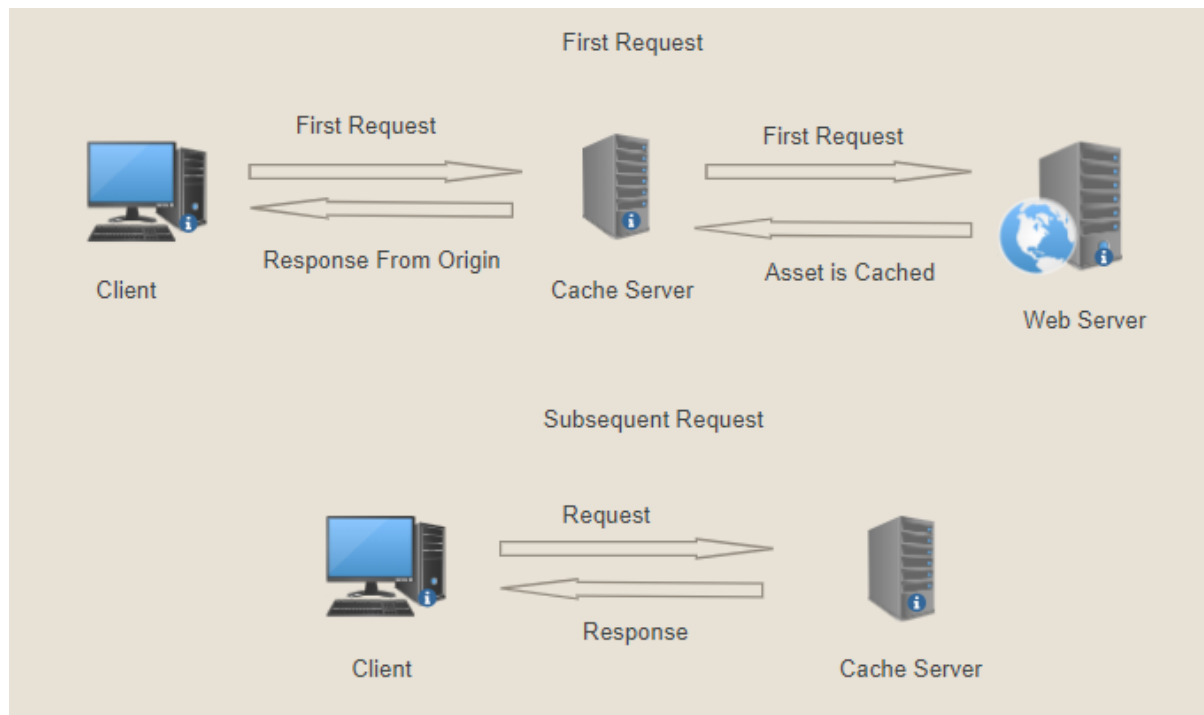 First Request
First Request
First Request
Response From Origin
Asset is Cached
Client
Cache Server
Web Server
Subsequent Request
Request
Response
Client
Cache Server